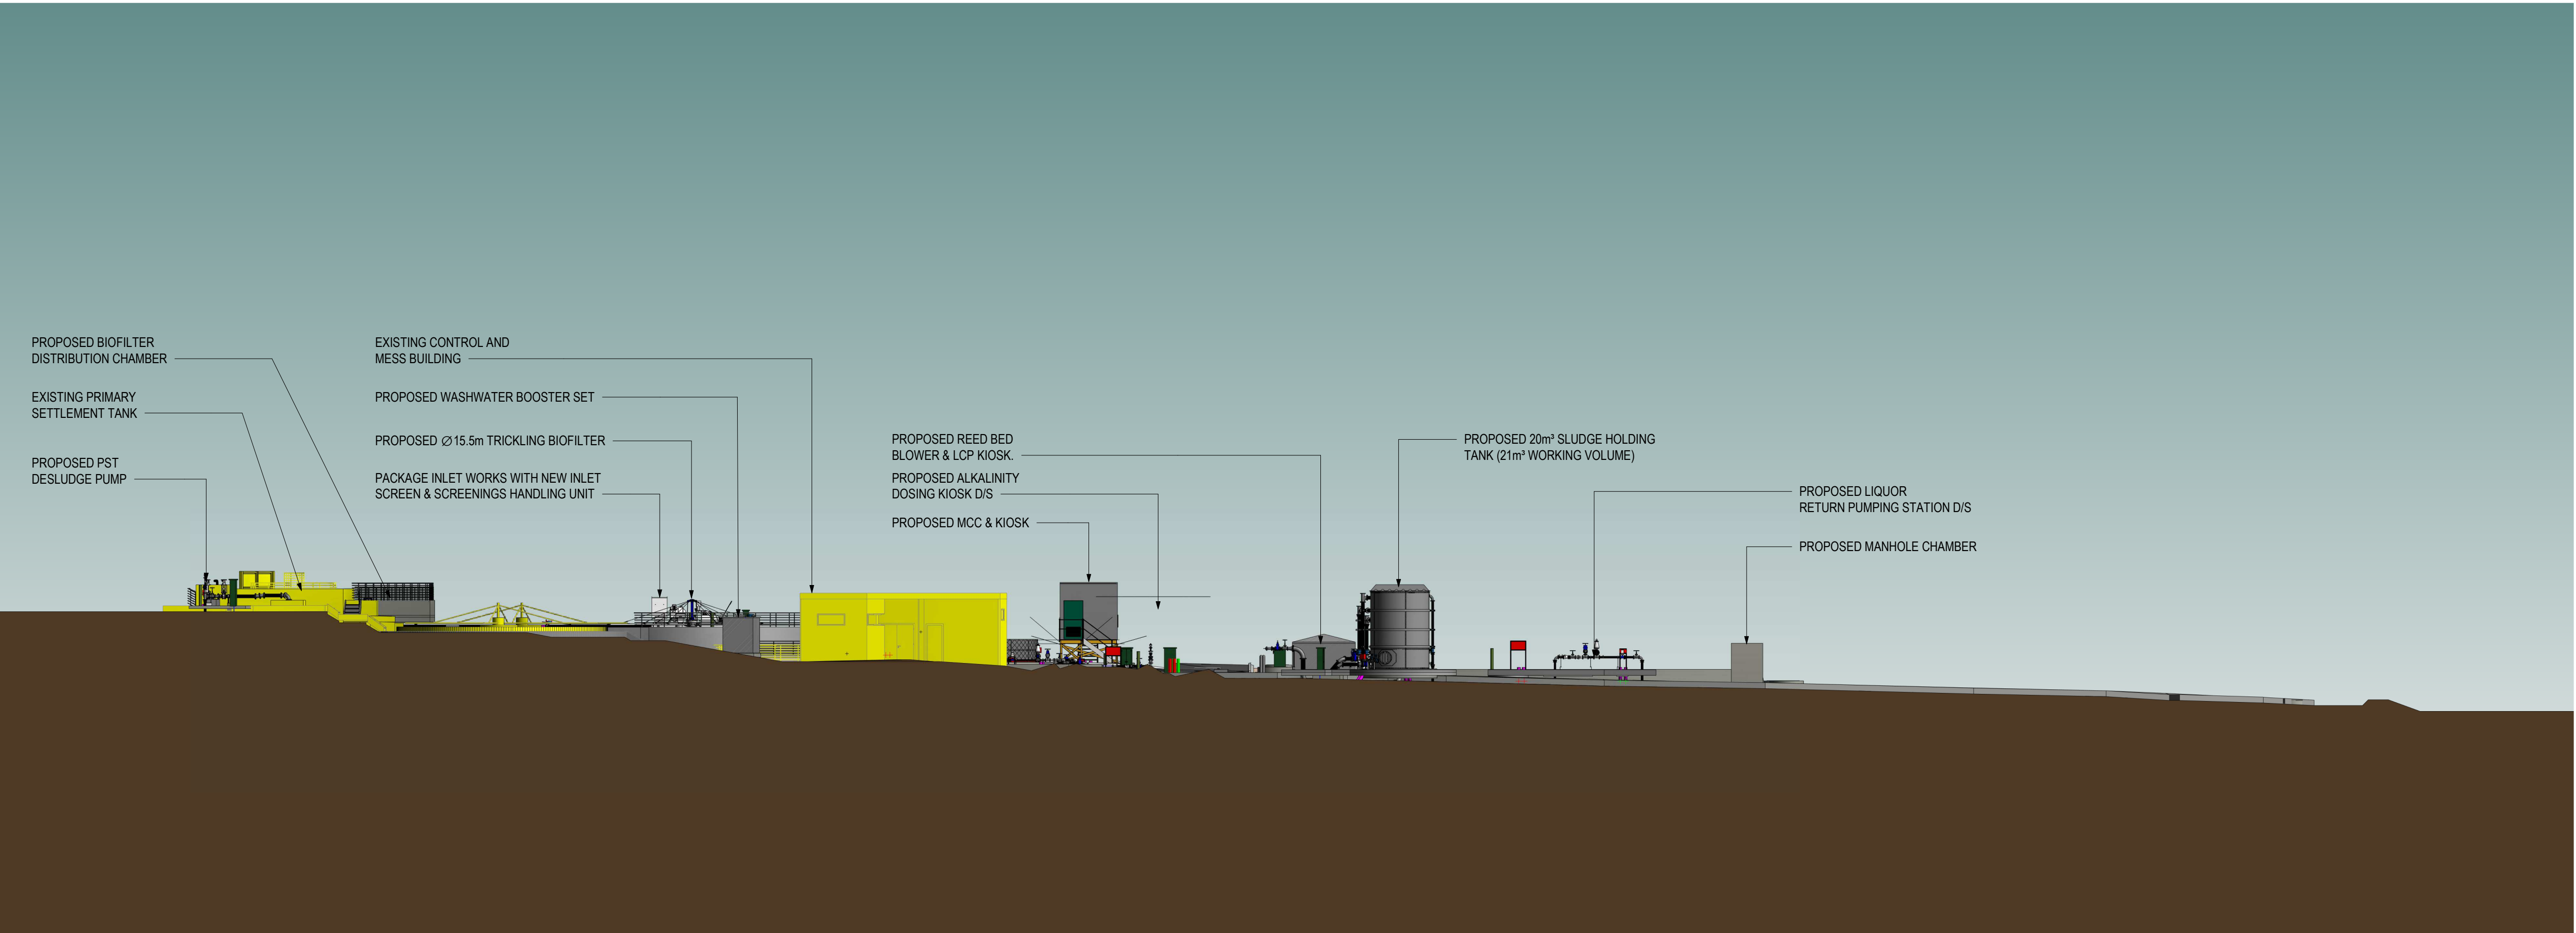 PROPOSED BIOFILTER
DISTRIBUTION CHAMBER
EXISTING PRIMARY
SETTLEMENT TANK
PROPOSED PST
DESLUDGE PUMP
EXISTING CONTROL AND
MESS BUILDING
PROPOSED WASHWATER BOOSTER SET
PROPOSED ∅15.5m TRICKLING BIOFILTER
PACKAGE INLET WORKS WITH NEW INLET
SCREEN & SCREENINGS HANDLING UNIT
PROPOSED REED BED
BLOWER & LCP KIOSK.
PROPOSED ALKALINITY
DOSING KIOSK D/S
PROPOSED MCC & KIOSK
PROPOSED 20m³ SLUDGE HOLDING
TANK (21m³ WORKING VOLUME)
PROPOSED LIQUOR
RETURN PUMPING STATION D/S
PROPOSED MANHOLE CHAMBER